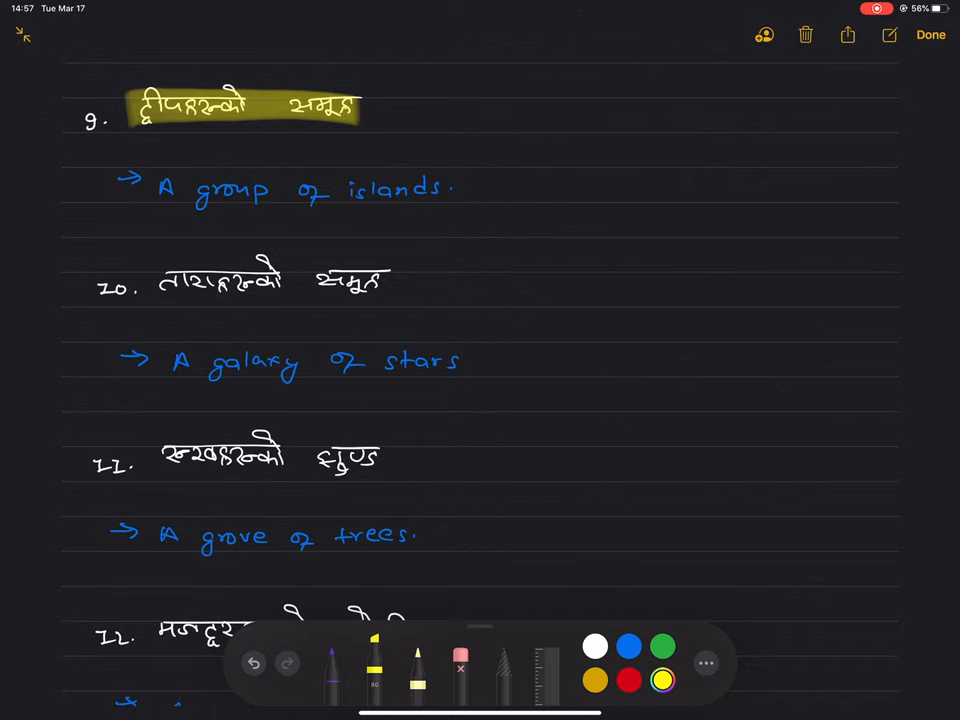 14:57 Tue Mar 17
56%
Done
9. द्वीपहरूको समूह
→ A group of islands.
10. ताराहरूको समूह
→ A galaxy of stars
11. रूखहरूको झुण्ड
→ A grove of trees.
12.
80